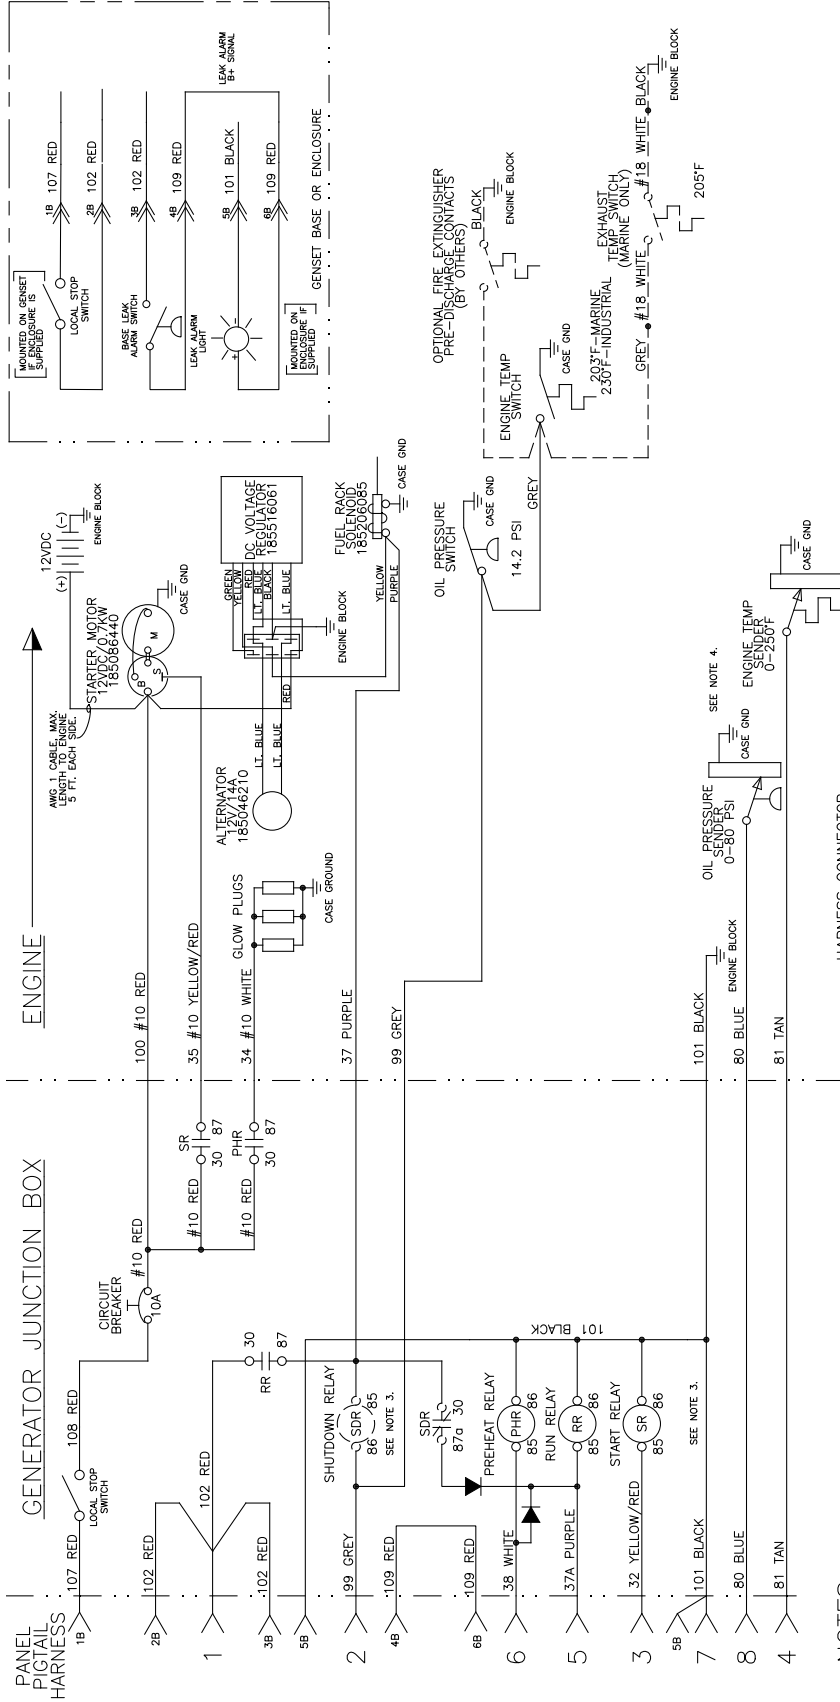 PANEL
PIGTAIL
HARNESS
GENERATOR JUNCTION BOX
ENGINE
1B
107 RED
LOCAL STOP
SWITCH
108 RED
CIRCUIT
BREAKER
10A
#10 RED
100 #10 RED
AWG 1 CABLE, MAX.
LENGTH TO ENGINE
5 FT. EACH SIDE.
STARTER MOTOR
12VDC/0.7KW
185086440
B
S
M
CASE GND
12VDC
(+)
(-)
ENGINE BLOCK
#10 RED
30
SR
87
35 #10 YELLOW/RED
#10 RED
30
PHR
87
34 #10 WHITE
GLOW PLUGS
CASE GROUND
ALTERNATOR
12V/14A
185046210
LT. BLUE
LT. BLUE
RED
ENGINE BLOCK
GREEN
YELLOW
RED
LT. BLUE
BLACK
LT. BLUE
DC VOLTAGE
REGULATOR
185516061
2B
102 RED
1
102 RED
30
RR
87
3B
102 RED
5B
2
99 GREY
SHUTDOWN RELAY
86
SDR
85
SEE NOTE 3.
37 PURPLE
YELLOW
PURPLE
FUEL RACK
SOLENOID
185206085
CASE GND
4B
109 RED
99 GREY
SDR
87a
30
6B
109 RED
6
38 WHITE
PREHEAT RELAY
85
PHR
86
5
37A PURPLE
RUN RELAY
85
RR
86
101 BLACK
3
32 YELLOW/RED
START RELAY
85
SR
86
SEE NOTE 3.
5B
7
101 BLACK
101 BLACK
ENGINE BLOCK
8
80 BLUE
80 BLUE
OIL PRESSURE
SENDER
0-80 PSI
CASE GND
SEE NOTE 4.
4
81 TAN
81 TAN
ENGINE TEMP
SENDER
0-250°F
CASE GND
OIL PRESSURE
SWITCH
CASE GND
14.2 PSI
GREY
ENGINE TEMP
SWITCH
CASE GND
203°F-MARINE
230°F-INDUSTRIAL
OPTIONAL FIRE EXTINGUISHER
PRE-DISCHARGE CONTACTS
(BY OTHERS)
BLACK
ENGINE BLOCK
GREY
#18 WHITE
EXHAUST
TEMP SWITCH
(MARINE ONLY)
205°F
#18 WHITE
BLACK
ENGINE BLOCK
MOUNTED ON GENSET
IF ENCLOSURE IS
SUPPLIED
LOCAL STOP
SWITCH
1B
107 RED
2B
102 RED
BASE LEAK
ALARM SWITCH
3B
102 RED
4B
109 RED
LEAK ALARM
LIGHT
LEAK ALARM
B+ SIGNAL
+
-
5B
101 BLACK
6B
109 RED
MOUNTED ON
ENCLOSURE IF
SUPPLIED
GENSET BASE OR ENCLOSURE
HARNESS CONNECTOR
NOTES